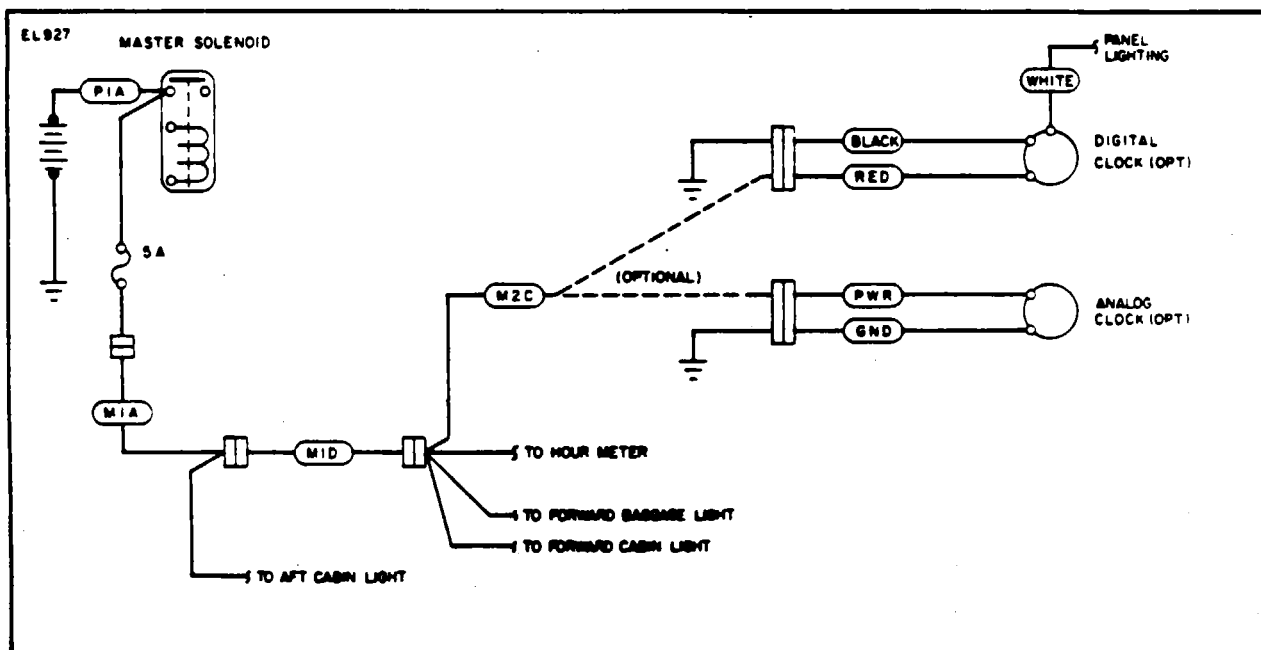 EL927
MASTER SOLENOID
PANEL
LIGHTING
P1A
WHITE
BLACK
DIGITAL
CLOCK (OPT)
RED
5A
(OPTIONAL)
M2C
PWR
ANALOG
CLOCK (OPT)
GND
M1A
M1D
TO HOUR METER
TO FORWARD BAGGAGE LIGHT
TO FORWARD CABIN LIGHT
TO AFT CABIN LIGHT